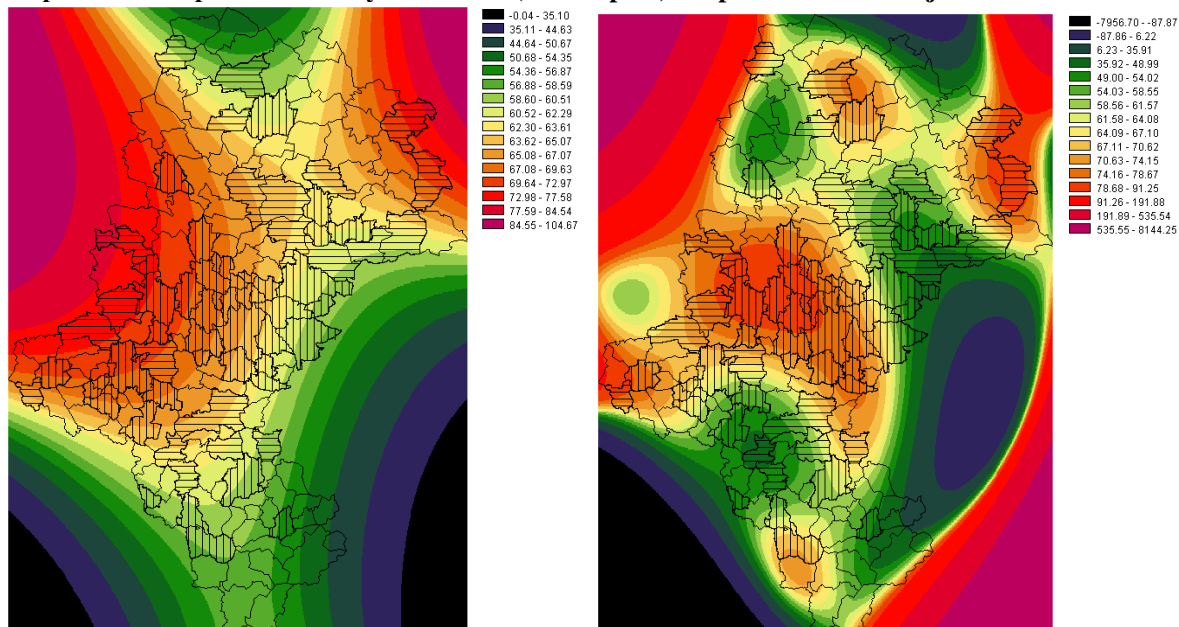 -0.04 - 35.10
35.11 - 44.63
44.64 - 50.67
50.68 - 54.35
54.36 - 56.87
56.88 - 58.59
58.60 - 60.51
60.52 - 62.29
62.30 - 63.61
63.62 - 65.07
65.08 - 67.07
67.08 - 69.63
69.64 - 72.97
72.98 - 77.58
77.59 - 84.54
84.55 - 104.67
-7956.70 - -87.87
-87.86 - 6.22
6.23 - 35.91
35.92 - 48.99
49.00 - 54.02
54.03 - 58.55
58.56 - 61.57
61.58 - 64.08
64.09 - 67.10
67.11 - 70.62
70.63 - 74.15
74.16 - 78.67
78.68 - 91.25
91.26 - 191.88
191.89 - 535.54
535.55 - 8144.25